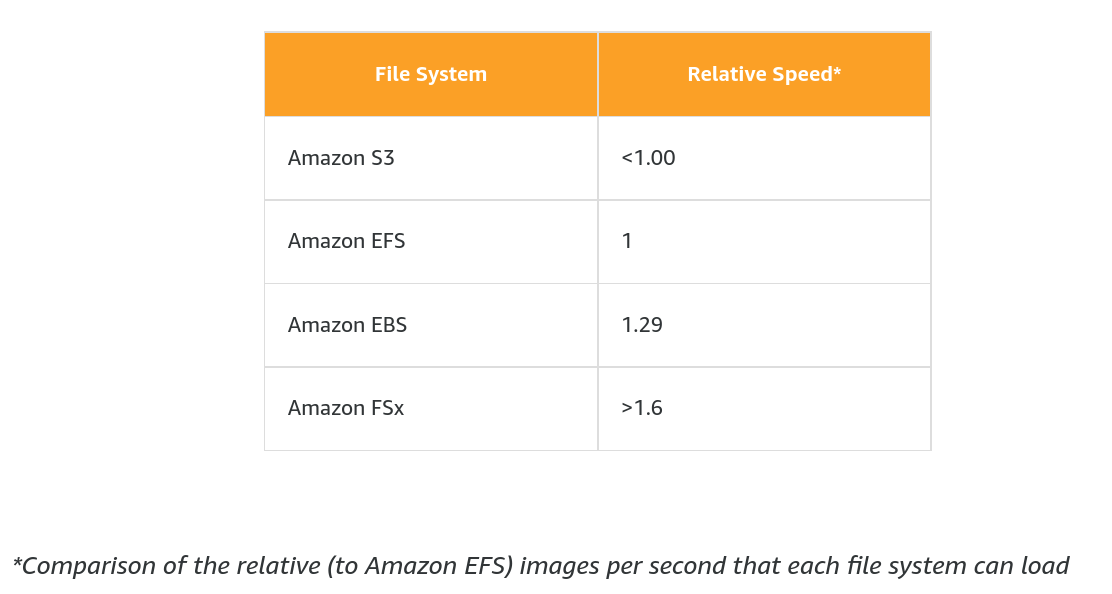 File System Relative Speed*
Amazon S3 <1.00
Amazon EFS 1
Amazon EBS 1.29
Amazon FSx >1.6
*Comparison of the relative (to Amazon EFS) images per second that each file system can load